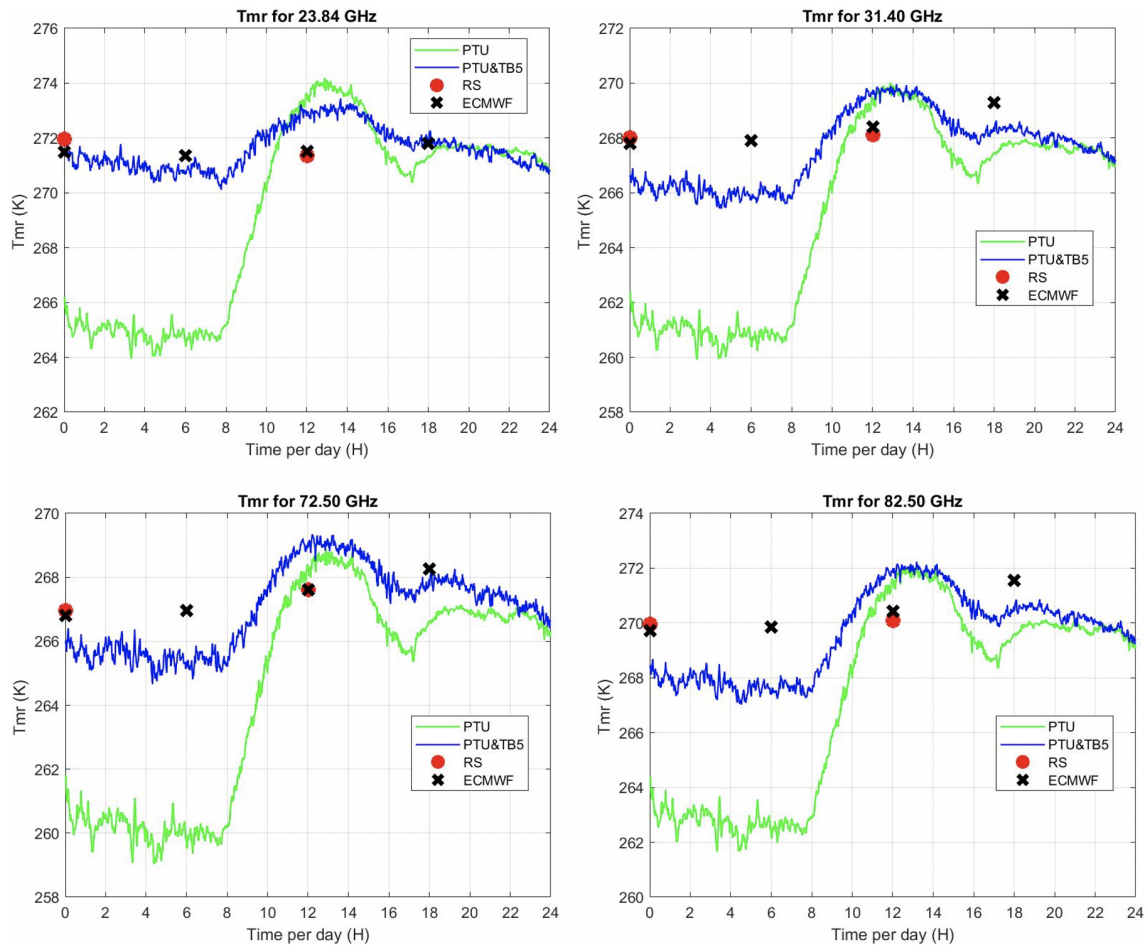 Tmr for 23.84 GHz
276
274
272
270
268
266
264
262
Tmr (K)
0 2 4 6 8 10 12 14 16 18 20 22 24
Time per day (H)
PTU
PTU&TB5
RS
ECMWF
Tmr for 31.40 GHz
272
270
268
266
264
262
260
258
Tmr (K)
0 2 4 6 8 10 12 14 16 18 20 22 24
Time per day (H)
PTU
PTU&TB5
RS
ECMWF
Tmr for 72.50 GHz
270
268
266
264
262
260
258
Tmr (K)
0 2 4 6 8 10 12 14 16 18 20 22 24
Time per day (H)
PTU
PTU&TB5
RS
ECMWF
Tmr for 82.50 GHz
274
272
270
268
266
264
262
260
Tmr (K)
0 2 4 6 8 10 12 14 16 18 20 22 24
Time per day (H)
PTU
PTU&TB5
RS
ECMWF